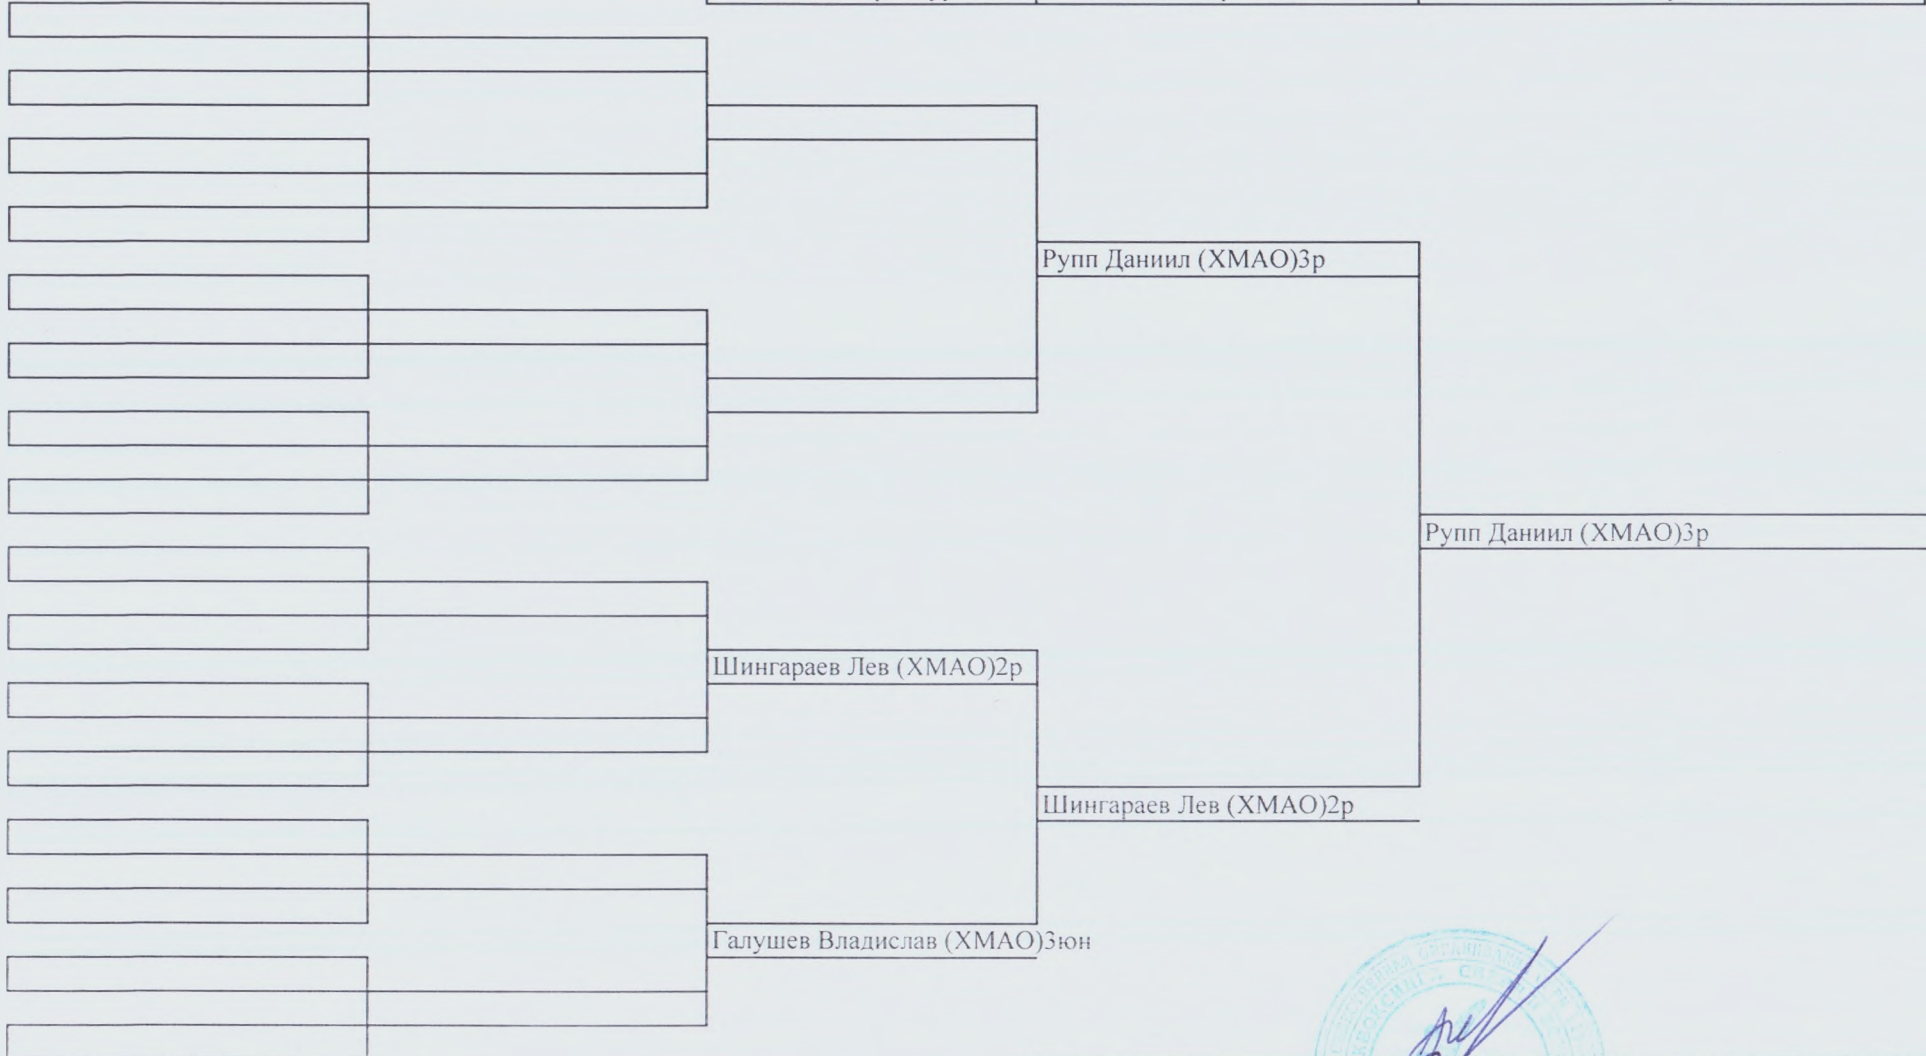 Рупп Даниил (ХМАО)3р
Рупп Даниил (ХМАО)3р
Шингараев Лев (ХМАО)2р
Шингараев Лев (ХМАО)2р
Галушев Владислав (ХМАО)3юн